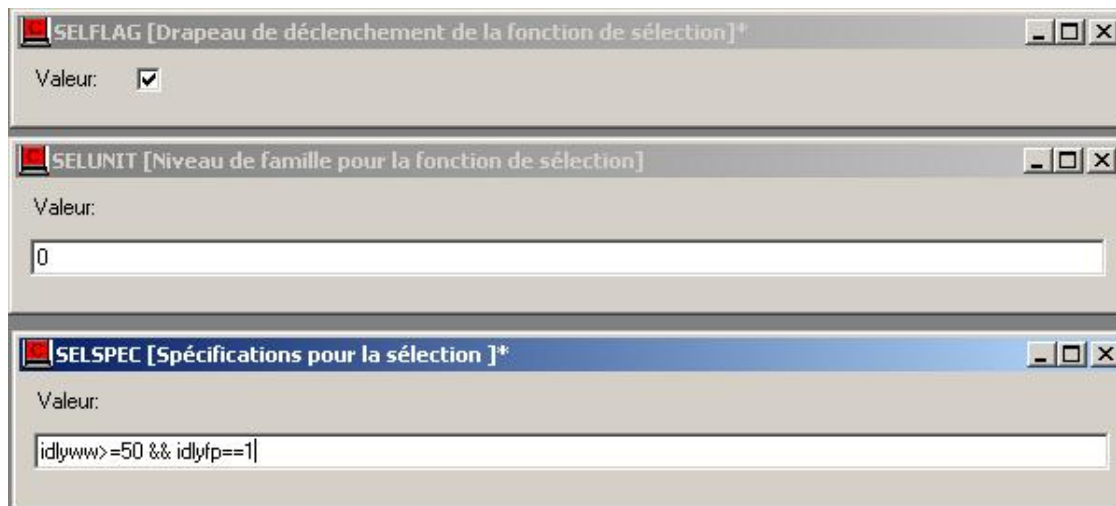 SELFLAG [Drapeau de déclenchement de la fonction de sélection]*
Valeur:
SELUNIT [Niveau de famille pour la fonction de sélection]
Valeur:
0
SELSPEC [Spécifications pour la sélection ]*
Valeur:
idlyww>=50 && idlyfp==1